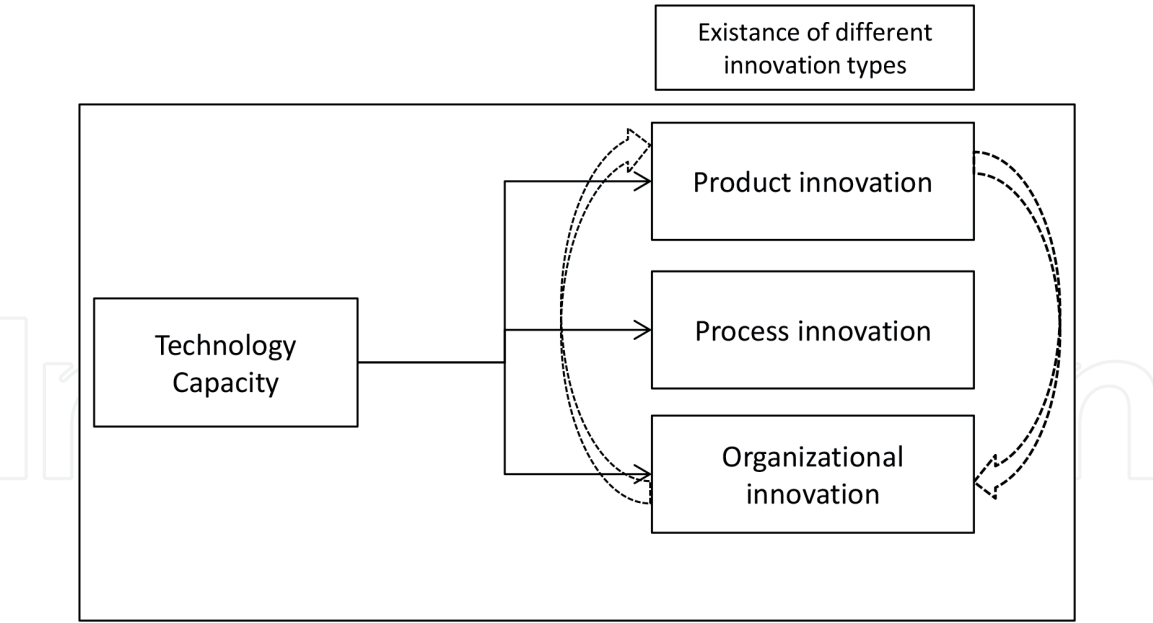 Existance of different
innovation types
Product innovation
Technology
Capacity
Process innovation
Organizational
innovation